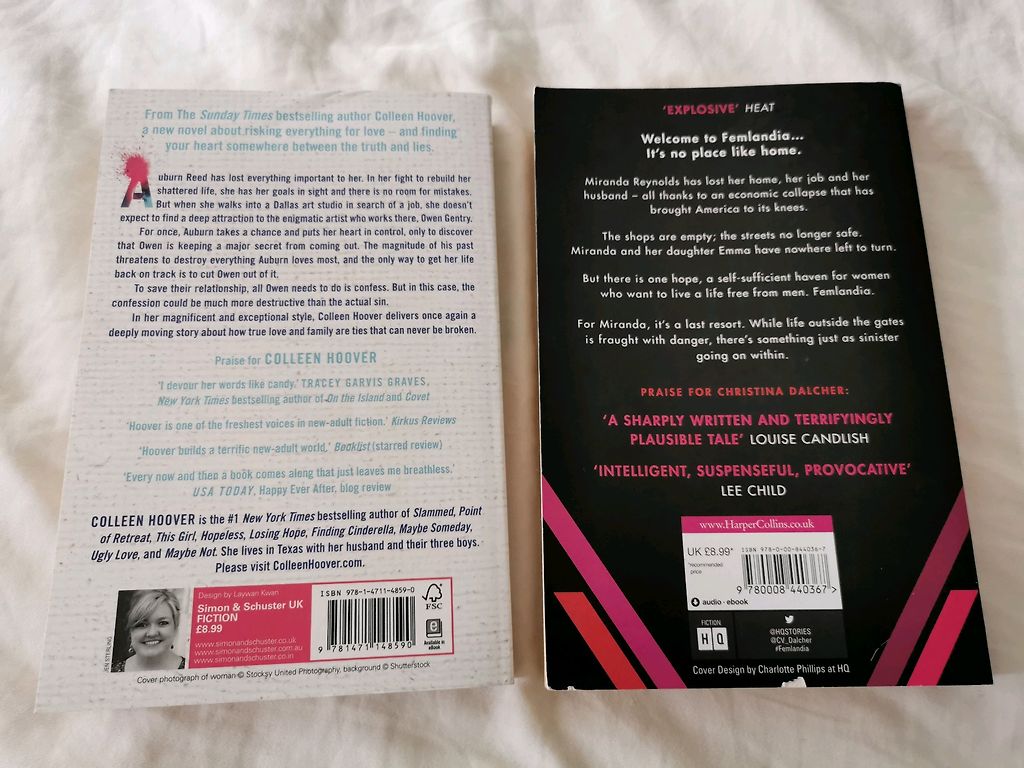 From The Sunday Times bestselling author Colleen Hoover,
a new novel about risking everything for love – and finding
your heart somewhere between the truth and lies.
Auburn Reed has lost everything important to her. In her fight to rebuild her
shattered life, she has her goals in sight and there is no room for mistakes.
But when she walks into a Dallas art studio in search of a job, she doesn't
expect to find a deep attraction to the enigmatic artist who works there, Owen Gentry.
For once, Auburn takes a chance and puts her heart in control, only to discover
that Owen is keeping a major secret from coming out. The magnitude of his past
threatens to destroy everything Auburn loves most, and the only way to get her life
back on track is to cut Owen out of it.
To save their relationship, all Owen needs to do is confess. But in this case, the
confession could be much more destructive than the actual sin.
In her magnificent and exceptional style, Colleen Hoover delivers once again a
deeply moving story about how true love and family are ties that can never be broken.
Praise for COLLEEN HOOVER
'I devour her words like candy.' TRACEY GARVIS GRAVES,
New York Times bestselling author of On the Island and Covet
'Hoover is one of the freshest voices in new-adult fiction.' Kirkus Reviews
'Hoover builds a terrific new-adult world,' Booklist (starred review)
'Every now and then a book comes along that just leaves me breathless.'
USA TODAY, Happy Ever After, blog review
COLLEEN HOOVER is the #1 New York Times bestselling author of Slammed, Point
of Retreat, This Girl, Hopeless, Losing Hope, Finding Cinderella, Maybe Someday,
Ugly Love, and Maybe Not. She lives in Texas with her husband and their three boys.
Please visit ColleenHoover.com.
JEN STERLING
Design by Laywan Kwan
Simon & Schuster UK
FICTION
£8.99
www.simonandschuster.co.uk
www.simonandschuster.com.au
www.simonandschuster.co.in
ISBN 978-1-4711-4859-0
9 781471 148590
FSC
Available as
eBook
Cover photograph of woman © Stocksy United Photography, background © Shutterstock
'EXPLOSIVE' HEAT
Welcome to Femlandia...
It's no place like home.
Miranda Reynolds has lost her home, her job and her
husband – all thanks to an economic collapse that has
brought America to its knees.
The shops are empty; the streets no longer safe.
Miranda and her daughter Emma have nowhere left to turn.
But there is one hope, a self-sufficient haven for women
who want to live a life free from men. Femlandia.
For Miranda, it's a last resort. While life outside the gates
is fraught with danger, there's something just as sinister
going on within.
PRAISE FOR CHRISTINA DALCHER:
'A SHARPLY WRITTEN AND TERRIFYINGLY
PLAUSIBLE TALE' LOUISE CANDLISH
'INTELLIGENT, SUSPENSEFUL, PROVOCATIVE'
LEE CHILD
www.HarperCollins.co.uk
UK £8.99*
*recommended
price
ISBN 978-0-00-844036-7
9 780008 440367 >
audio · ebook
FICTION
HQ
@HQSTORIES
@CV_Dalcher
#Femlandia
Cover Design by Charlotte Phillips at HQ